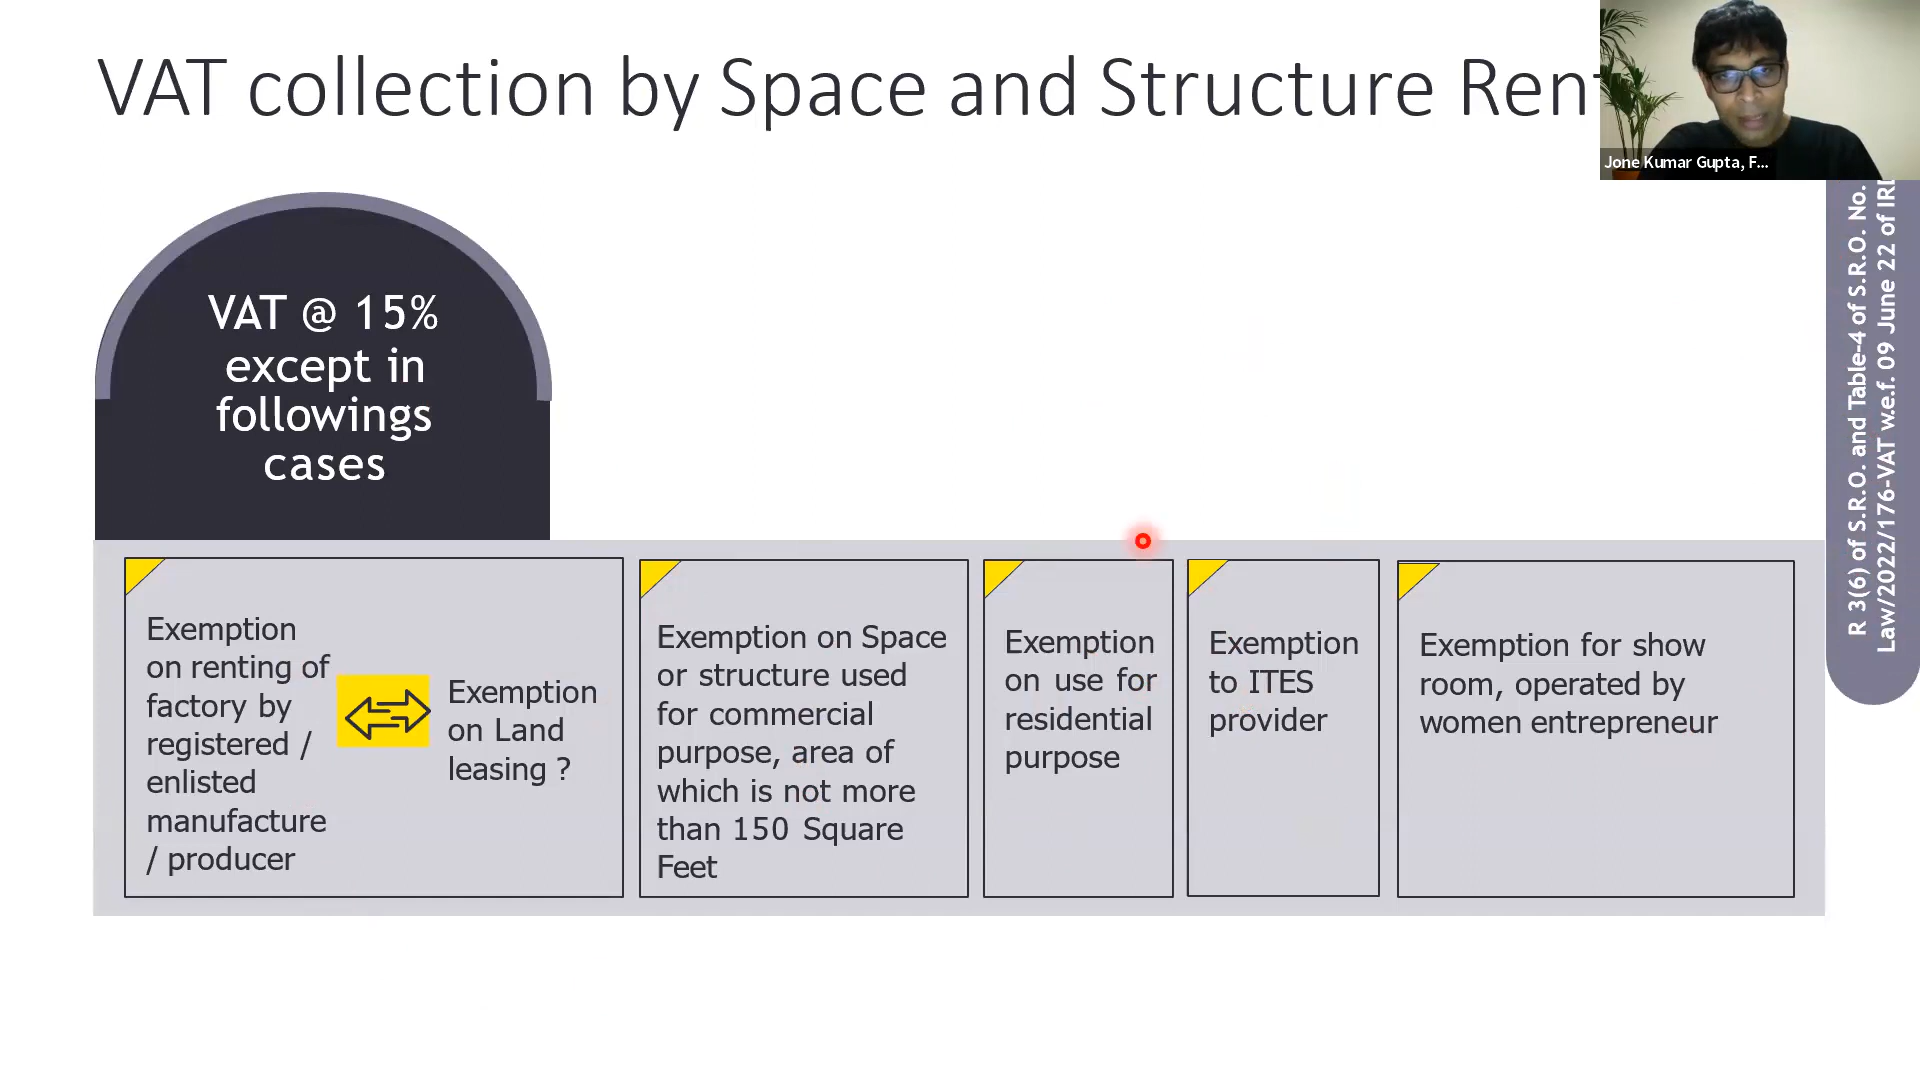 VAT collection by Space and Structure Rent
Jone Kumar Gupta, F...
VAT @ 15%
except in
followings
cases
R 3(6) of S.R.O. and Table-4 of S.R.O. No.
Law/2022/176-VAT w.e.f. 09 June 22 of IRD
Exemption
on renting of
factory by
registered /
enlisted
manufacture
/ producer
Exemption
on Land
leasing ?
Exemption on Space
or structure used
for commercial
purpose, area of
which is not more
than 150 Square
Feet
Exemption
on use for
residential
purpose
Exemption
to ITES
provider
Exemption for show
room, operated by
women entrepreneur